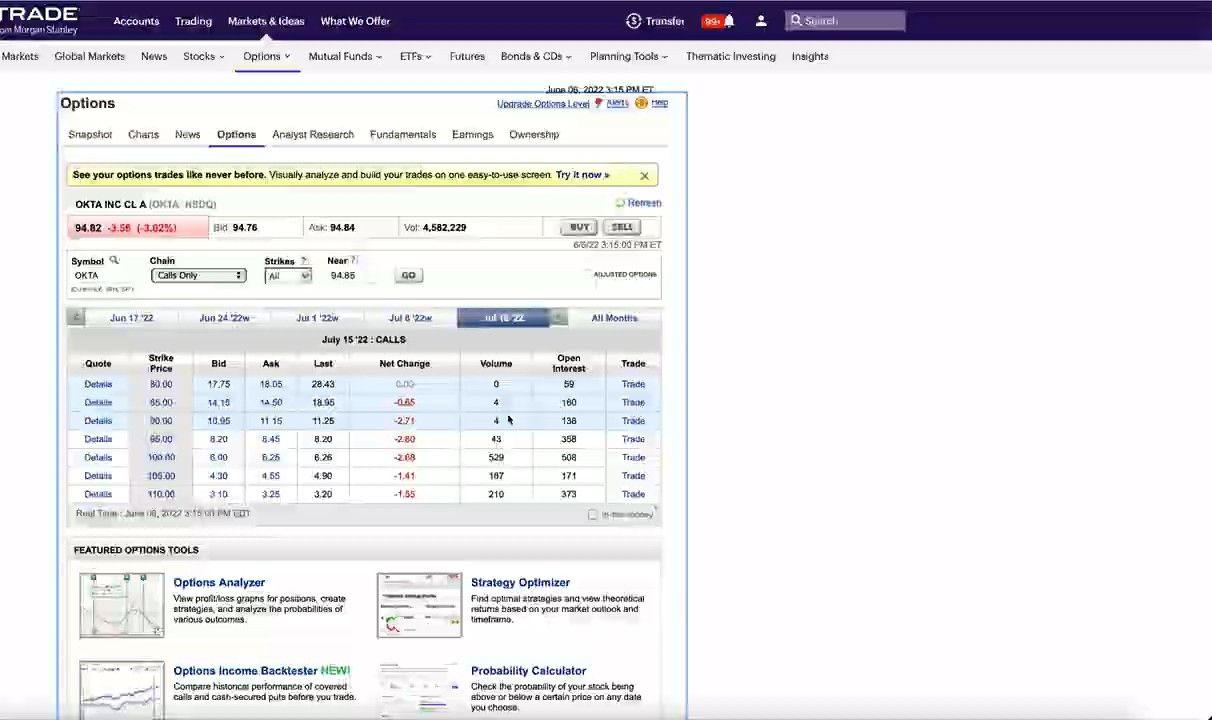 TRADE
from Morgan Stanley
Accounts Trading Markets & Ideas What We Offer
Transfer 99+ Search
Markets Global Markets News Stocks Options Mutual Funds ETFs Futures Bonds & CDs Planning Tools Thematic Investing Insights
June 06, 2022 3:15 PM ET
Options
Upgrade Options Level Alerts Help
Snapshot Charts News Options Analyst Research Fundamentals Earnings Ownership
See your options trades like never before. Visually analyze and build your trades on one easy-to-use screen. Try it now »
OKTA INC CL A (OKTA NSDQ)
Refresh
94.82 -3.56 (-3.62%) Bid 94.76 Ask: 94.84 Vol: 4,582,229 BUY SELL
6/6/22 3:15:00 PM ET
Symbol Chain Strikes ? Near ?
OKTA Calls Only All 94.85 GO ADJUSTED OPTIONS
Jun 17 '22 Jun 24 '22w Jul 1 '22w Jul 8 '22w Jul 15 '22 All Months
July 15 '22 : CALLS
Quote Strike Price Bid Ask Last Net Change Volume Open Interest Trade
Details 80.00 17.75 18.05 28.43 0.00 0 59 Trade
Details 85.00 14.15 14.50 18.95 -0.65 4 160 Trade
Details 90.00 10.95 11.15 11.25 -2.71 4 138 Trade
Details 95.00 8.20 8.45 8.20 -2.80 43 358 Trade
Details 100.00 6.00 6.25 6.26 -2.08 529 508 Trade
Details 105.00 4.30 4.55 4.90 -1.41 187 171 Trade
Details 110.00 3.10 3.25 3.20 -1.55 210 373 Trade
Real Time : June 06, 2022 3:15:00 PM EDT
In-the-money
FEATURED OPTIONS TOOLS
Options Analyzer
View profit/loss graphs for positions, create
strategies, and analyze the probabilities of
various outcomes.
Strategy Optimizer
Find optimal strategies and view theoretical
returns based on your market outlook and
timeframe.
Options Income Backtester NEW!
Compare historical performance of covered
calls and cash-secured puts before you trade.
Probability Calculator
Check the probability of your stock being
above or below a certain price on any date
you choose.